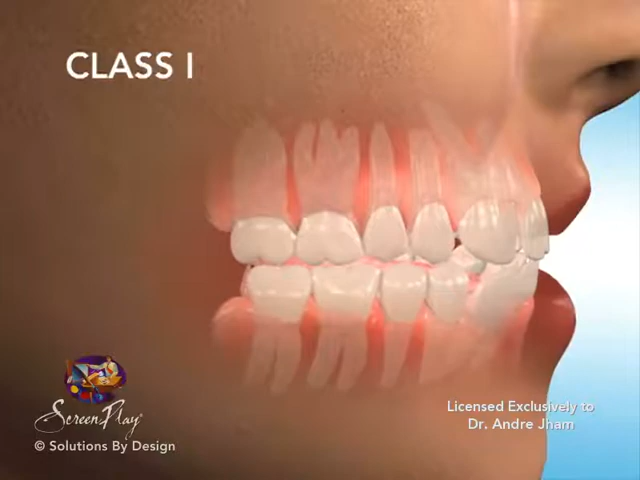 CLASS I
ScreenPlay®
© Solutions By Design
Licensed Exclusively to
Dr. Andre Jham